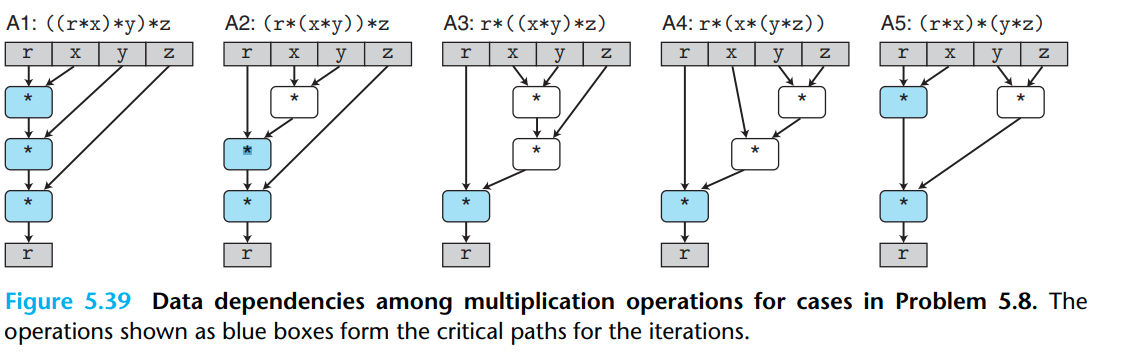 A1: ((r*x)*y)*z A2: (r*(x*y))*z A3: r*((x*y)*z) A4: r*(x*(y*z)) A5: (r*x)*(y*z)
r x y z r x y z r x y z r x y z r x y z
* * * * * *
* * * *
* * * * *
r r r r r
Figure 5.39 Data dependencies among multiplication operations for cases in Problem 5.8. The
operations shown as blue boxes form the critical paths for the iterations.